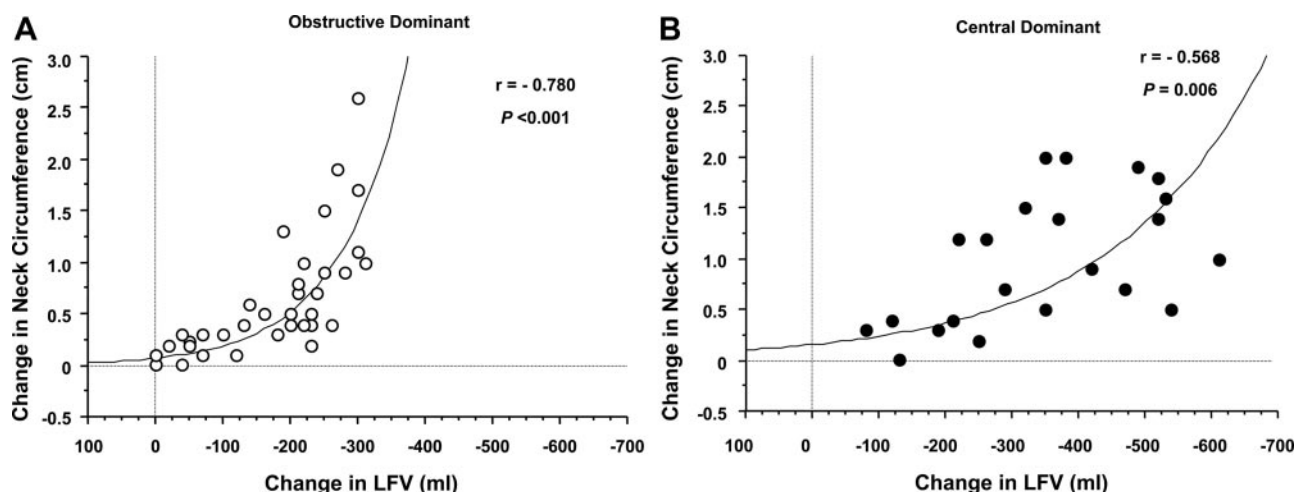 A
Obstructive Dominant
r = - 0.780
P <0.001
Change in Neck Circumference (cm)
3.0
2.5
2.0
1.5
1.0
0.5
0
-0.5
100 0 -100 -200 -300 -400 -500 -600 -700
Change in LFV (ml)
B
Central Dominant
r = - 0.568
P = 0.006
Change in Neck Circumference (cm)
3.0
2.5
2.0
1.5
1.0
0.5
0
-0.5
100 0 -100 -200 -300 -400 -500 -600 -700
Change in LFV (ml)